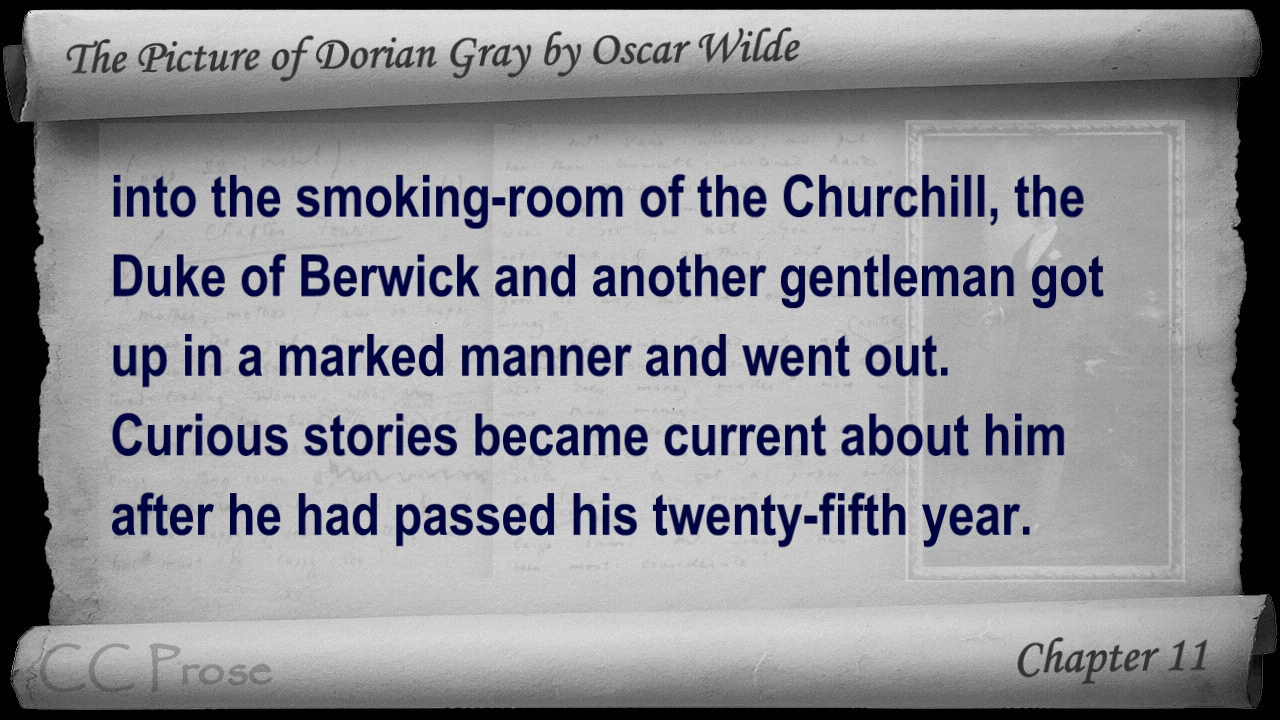 The Picture of Dorian Gray by Oscar Wilde
into the smoking-room of the Churchill, the
Duke of Berwick and another gentleman got
up in a marked manner and went out.
Curious stories became current about him
after he had passed his twenty-fifth year.
CC Prose
Chapter 11